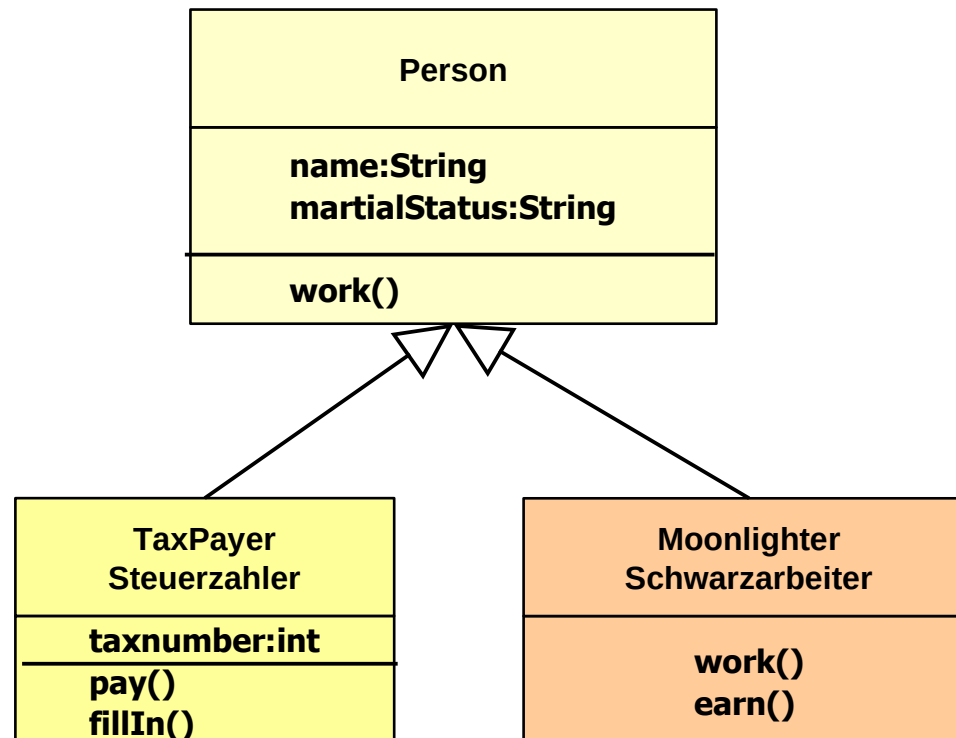 Person
name:String
martialStatus:String
work()
TaxPayer
Steuerzahler
taxnumber:int
pay()
fillIn()
Moonlighter
Schwarzarbeiter
work()
earn()